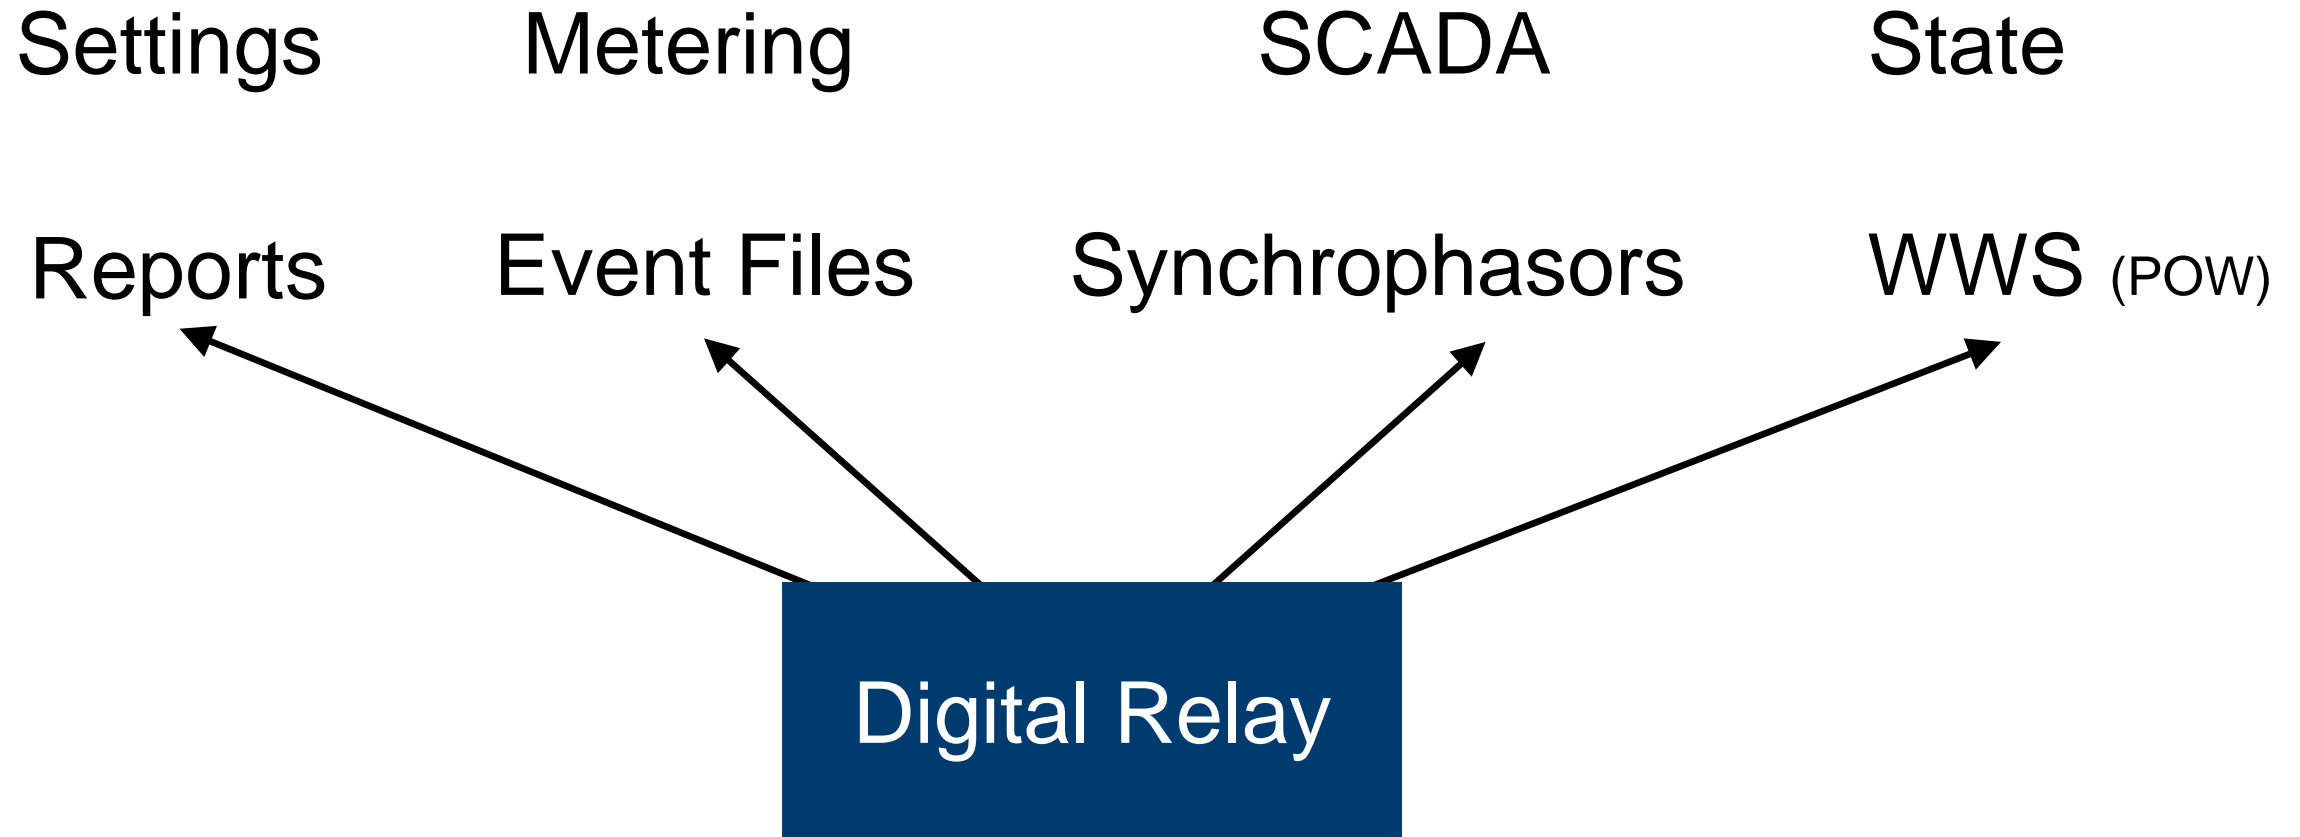 Settings Metering SCADA State
Reports Event Files Synchrophasors WWS (POW)
Digital Relay